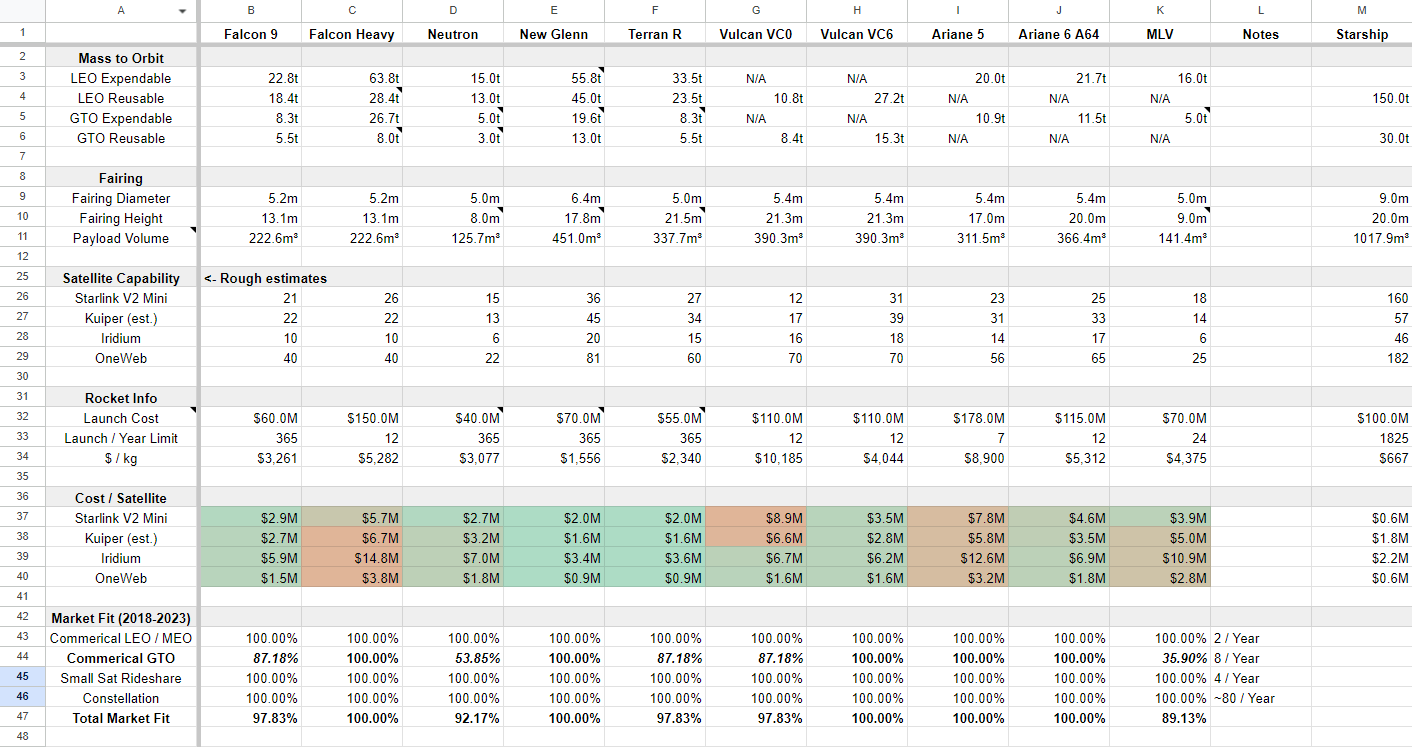 A B C D E F G H I J K L M
1 Falcon 9 Falcon Heavy Neutron New Glenn Terran R Vulcan VC0 Vulcan VC6 Ariane 5 Ariane 6 A64 MLV Notes Starship
2 Mass to Orbit
3 LEO Expendable 22.8t 63.8t 15.0t 55.8t 33.5t N/A N/A 20.0t 21.7t 16.0t
4 LEO Reusable 18.4t 28.4t 13.0t 45.0t 23.5t 10.8t 27.2t N/A N/A N/A 150.0t
5 GTO Expendable 8.3t 26.7t 5.0t 19.6t 8.3t N/A N/A 10.9t 11.5t 5.0t
6 GTO Reusable 5.5t 8.0t 3.0t 13.0t 5.5t 8.4t 15.3t N/A N/A N/A 30.0t
7
8 Fairing
9 Fairing Diameter 5.2m 5.2m 5.0m 6.4m 5.0m 5.4m 5.4m 5.4m 5.4m 5.0m 9.0m
10 Fairing Height 13.1m 13.1m 8.0m 17.8m 21.5m 21.3m 21.3m 17.0m 20.0m 9.0m 20.0m
11 Payload Volume 222.6m³ 222.6m³ 125.7m³ 451.0m³ 337.7m³ 390.3m³ 390.3m³ 311.5m³ 366.4m³ 141.4m³ 1017.9m³
12
25 Satellite Capability <- Rough estimates
26 Starlink V2 Mini 21 26 15 36 27 12 31 23 25 18 160
27 Kuiper (est.) 22 22 13 45 34 17 39 31 33 14 57
28 Iridium 10 10 6 20 15 16 18 14 17 6 46
29 OneWeb 40 40 22 81 60 70 70 56 65 25 182
30
31 Rocket Info
32 Launch Cost $60.0M $150.0M $40.0M $70.0M $55.0M $110.0M $110.0M $178.0M $115.0M $70.0M $100.0M
33 Launch / Year Limit 365 12 365 365 365 12 12 7 12 24 1825
34 $ / kg $3,261 $5,282 $3,077 $1,556 $2,340 $10,185 $4,044 $8,900 $5,312 $4,375 $667
35
36 Cost / Satellite
37 Starlink V2 Mini $2.9M $5.7M $2.7M $2.0M $2.0M $8.9M $3.5M $7.8M $4.6M $3.9M $0.6M
38 Kuiper (est.) $2.7M $6.7M $3.2M $1.6M $1.6M $6.6M $2.8M $5.8M $3.5M $5.0M $1.8M
39 Iridium $5.9M $14.8M $7.0M $3.4M $3.6M $6.7M $6.2M $12.6M $6.9M $10.9M $2.2M
40 OneWeb $1.5M $3.8M $1.8M $0.9M $0.9M $1.6M $1.6M $3.2M $1.8M $2.8M $0.6M
41
42 Market Fit (2018-2023)
43 Commerical LEO / MEO 100.00% 100.00% 100.00% 100.00% 100.00% 100.00% 100.00% 100.00% 100.00% 100.00% 2 / Year
44 Commerical GTO 87.18% 100.00% 53.85% 100.00% 87.18% 87.18% 100.00% 100.00% 100.00% 35.90% 8 / Year
45 Small Sat Rideshare 100.00% 100.00% 100.00% 100.00% 100.00% 100.00% 100.00% 100.00% 100.00% 100.00% 4 / Year
46 Constellation 100.00% 100.00% 100.00% 100.00% 100.00% 100.00% 100.00% 100.00% 100.00% 100.00% ~80 / Year
47 Total Market Fit 97.83% 100.00% 92.17% 100.00% 97.83% 97.83% 100.00% 100.00% 100.00% 89.13%
48